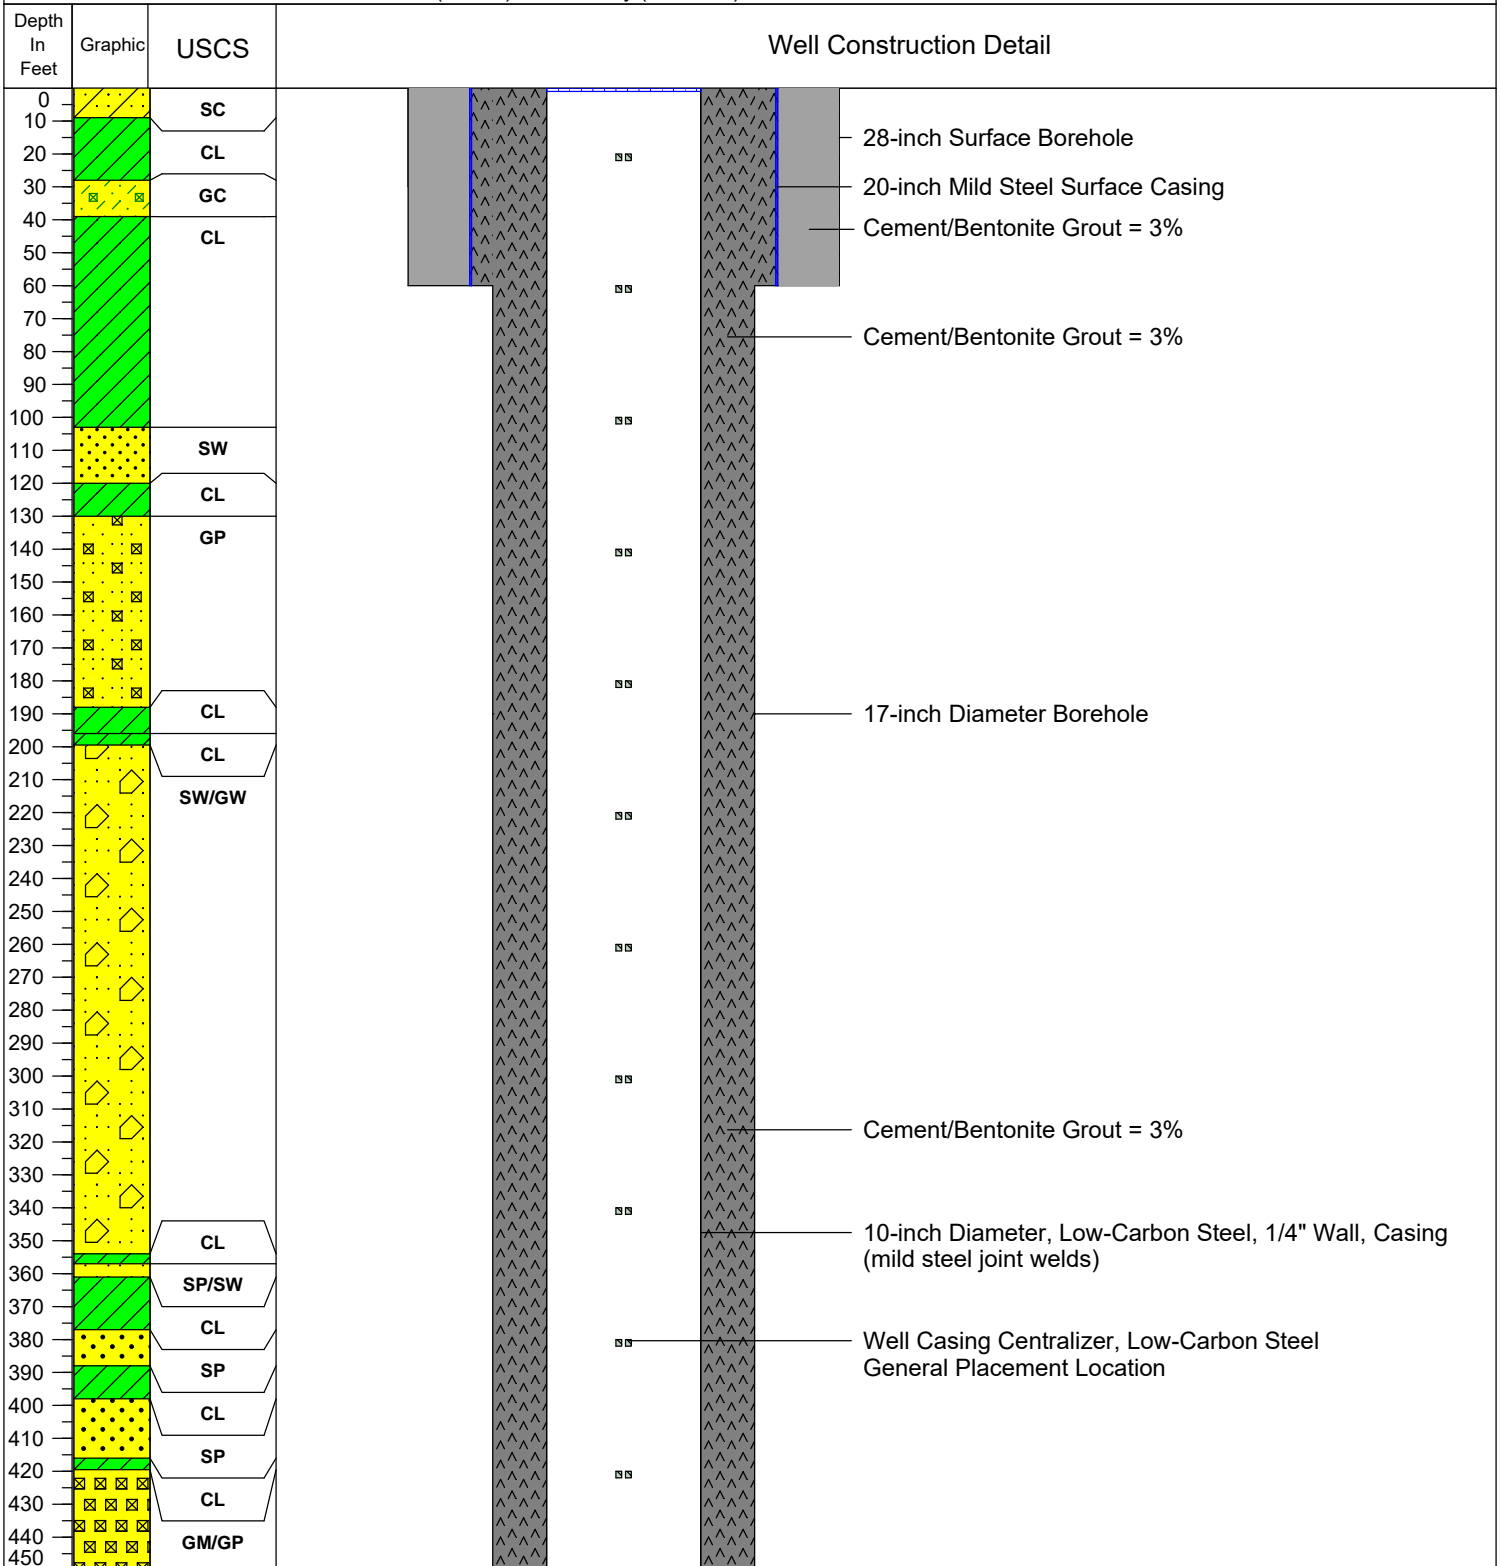 Depth
In
Feet
Graphic
USCS
Well Construction Detail
0
10
20
30
40
50
60
70
80
90
100
110
120
130
140
150
160
170
180
190
200
210
220
230
240
250
260
270
280
290
300
310
320
330
340
350
360
370
380
390
400
410
420
430
440
450
SC
CL
GC
CL
SW
CL
GP
CL
CL
SW/GW
CL
SP/SW
CL
SP
CL
SP
CL
GM/GP
28-inch Surface Borehole
20-inch Mild Steel Surface Casing
Cement/Bentonite Grout = 3%
Cement/Bentonite Grout = 3%
17-inch Diameter Borehole
Cement/Bentonite Grout = 3%
10-inch Diameter, Low-Carbon Steel, 1/4" Wall, Casing
(mild steel joint welds)
Well Casing Centralizer, Low-Carbon Steel
General Placement Location